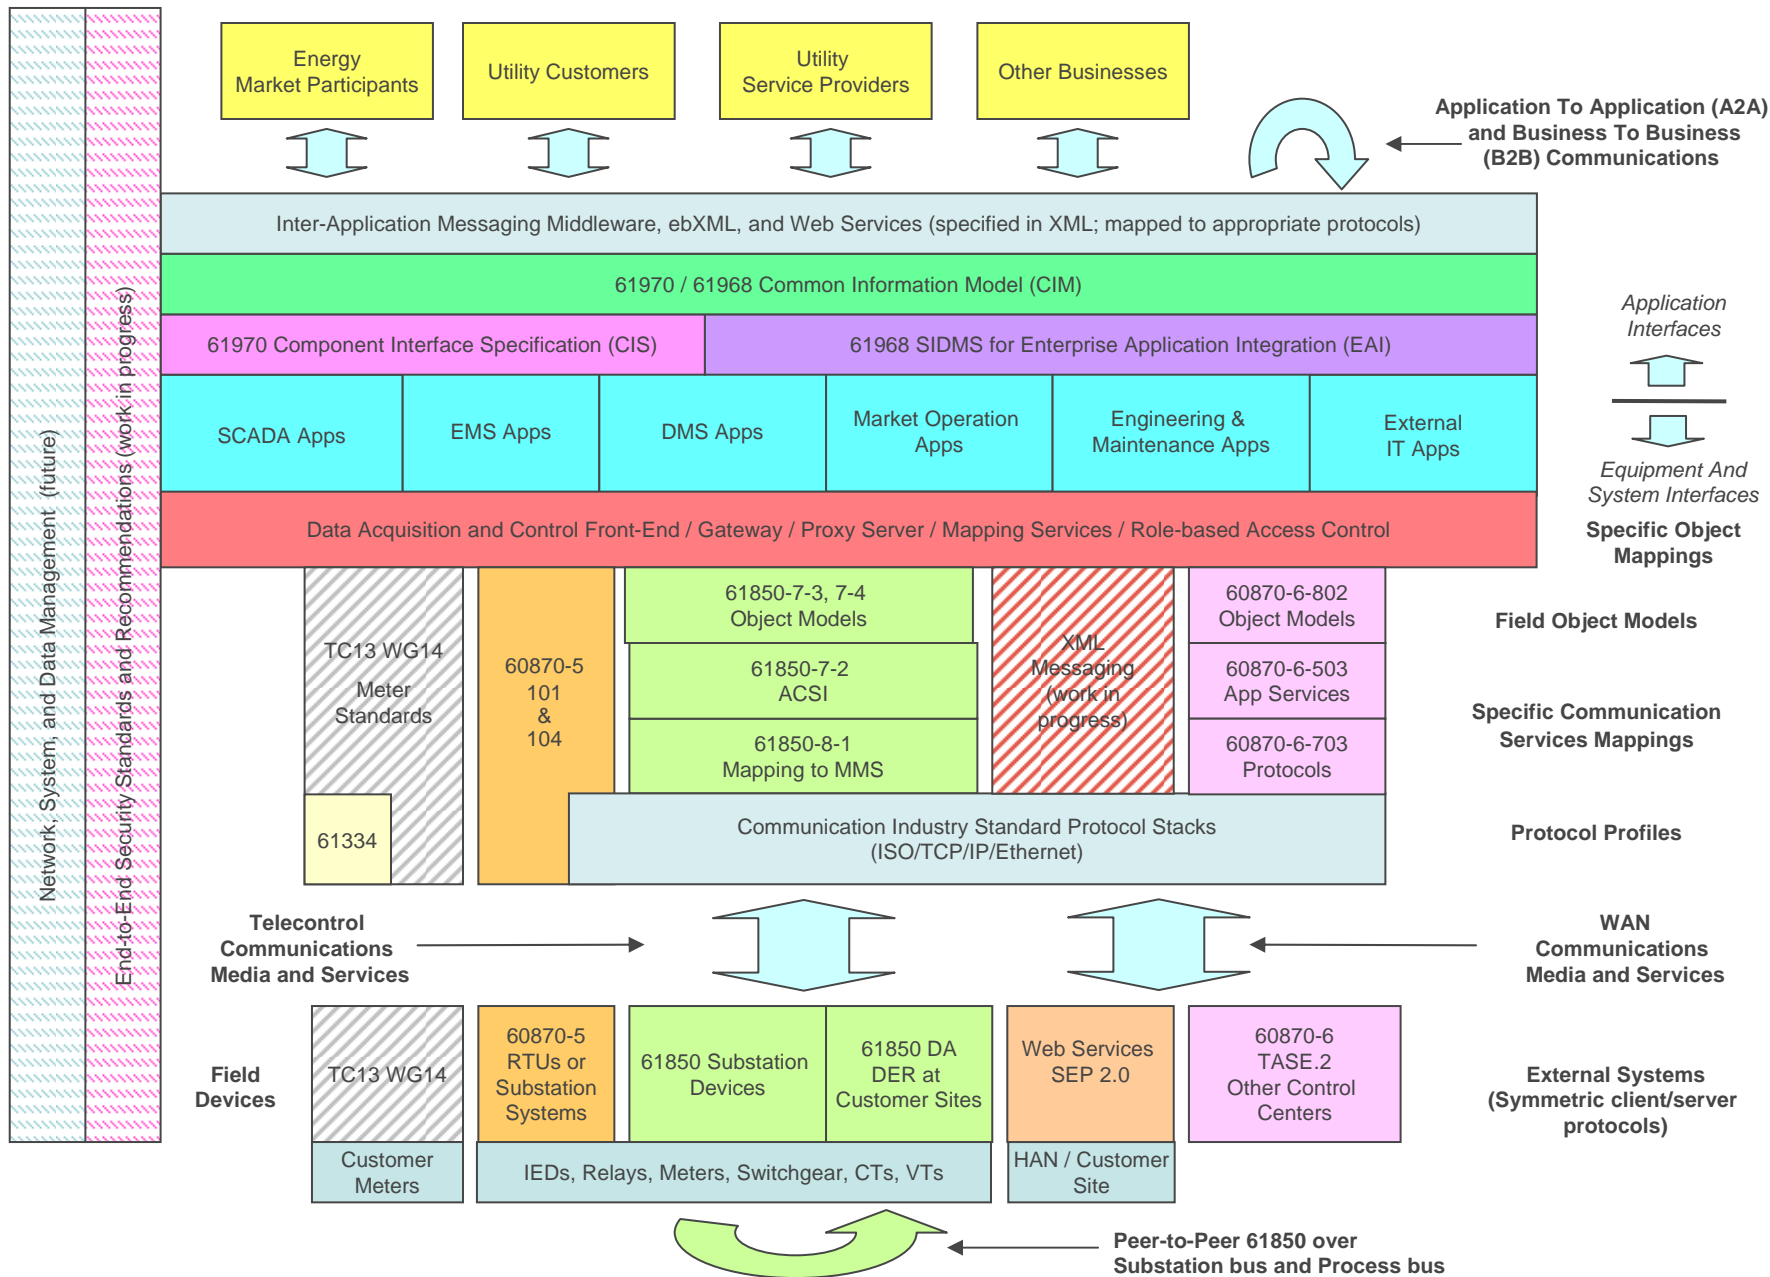 Energy
Market Participants
Utility Customers
Utility
Service Providers
Other Businesses
Application To Application (A2A)
and Business To Business
(B2B) Communications
Inter-Application Messaging Middleware, ebXML, and Web Services (specified in XML; mapped to appropriate protocols)
61970 / 61968 Common Information Model (CIM)
61970 Component Interface Specification (CIS)
61968 SIDMS for Enterprise Application Integration (EAI)
Application
Interfaces
SCADA Apps
EMS Apps
DMS Apps
Market Operation
Apps
Engineering &
Maintenance Apps
External
IT Apps
Equipment And
System Interfaces
Data Acquisition and Control Front-End / Gateway / Proxy Server / Mapping Services / Role-based Access Control
Specific Object
Mappings
Network, System, and Data Management (future)
End-to-End Security Standards and Recommendations (work in progress)
TC13 WG14
Meter
Standards
61334
60870-5
101
&
104
61850-7-3, 7-4
Object Models
61850-7-2
ACSI
61850-8-1
Mapping to MMS
XML
Messaging
(work in
progress)
60870-6-802
Object Models
60870-6-503
App Services
60870-6-703
Protocols
Field Object Models
Specific Communication
Services Mappings
Communication Industry Standard Protocol Stacks
(ISO/TCP/IP/Ethernet)
Protocol Profiles
Telecontrol
Communications
Media and Services
WAN
Communications
Media and Services
Field
Devices
TC13 WG14
60870-5
RTUs or
Substation
Systems
61850 Substation
Devices
61850 DA
DER at
Customer Sites
Web Services
SEP 2.0
60870-6
TASE.2
Other Control
Centers
External Systems
(Symmetric client/server
protocols)
Customer
Meters
IEDs, Relays, Meters, Switchgear, CTs, VTs
HAN / Customer
Site
Peer-to-Peer 61850 over
Substation bus and Process bus